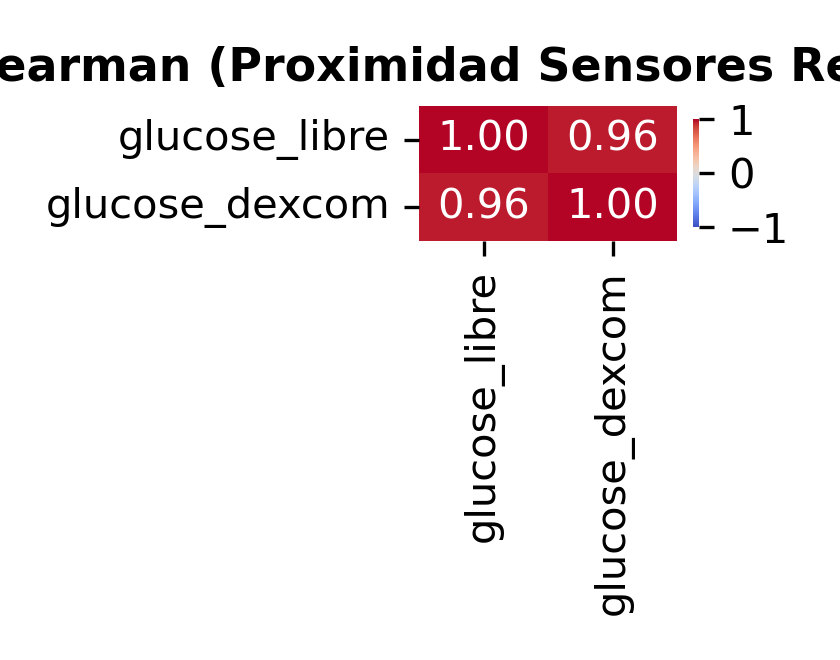 earman (Proximidad Sensores Re
glucose_libre 1.00 0.96 1
0
glucose_dexcom 0.96 1.00 −1
glucose_libre
glucose_dexcom